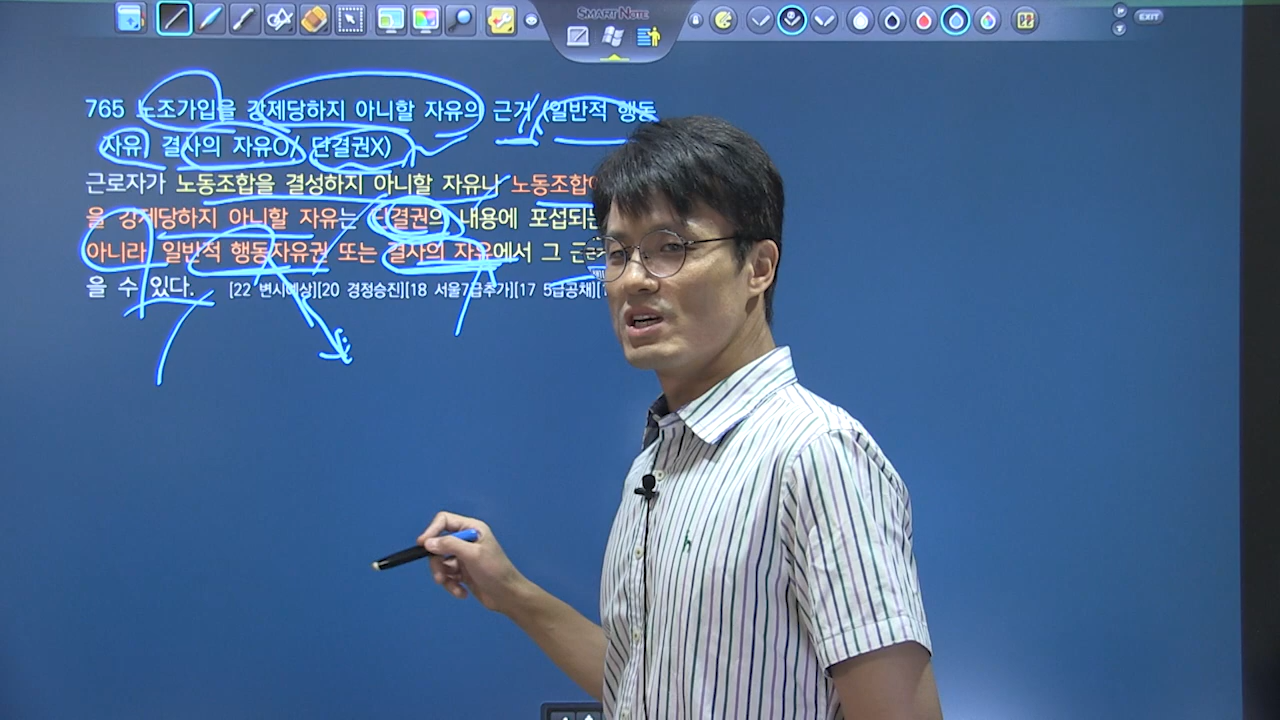 SMART NOTE
EXIT
765 노조가입을 강제당하지 아니할 자유의 근거 (일반적 행동
자유, 결사의 자유O/ 단결권X)
근로자가 노동조합을 결성하지 아니할 자유나 노동조합에
을 강제당하지 아니할 자유는 단결권의 내용에 포섭되는
아니라 일반적 행동자유권 또는 결사의 자유에서 그 근거
을 수 있다. [22 변시예상][20 경정승진][18 서울7급추가][17 5급공채]